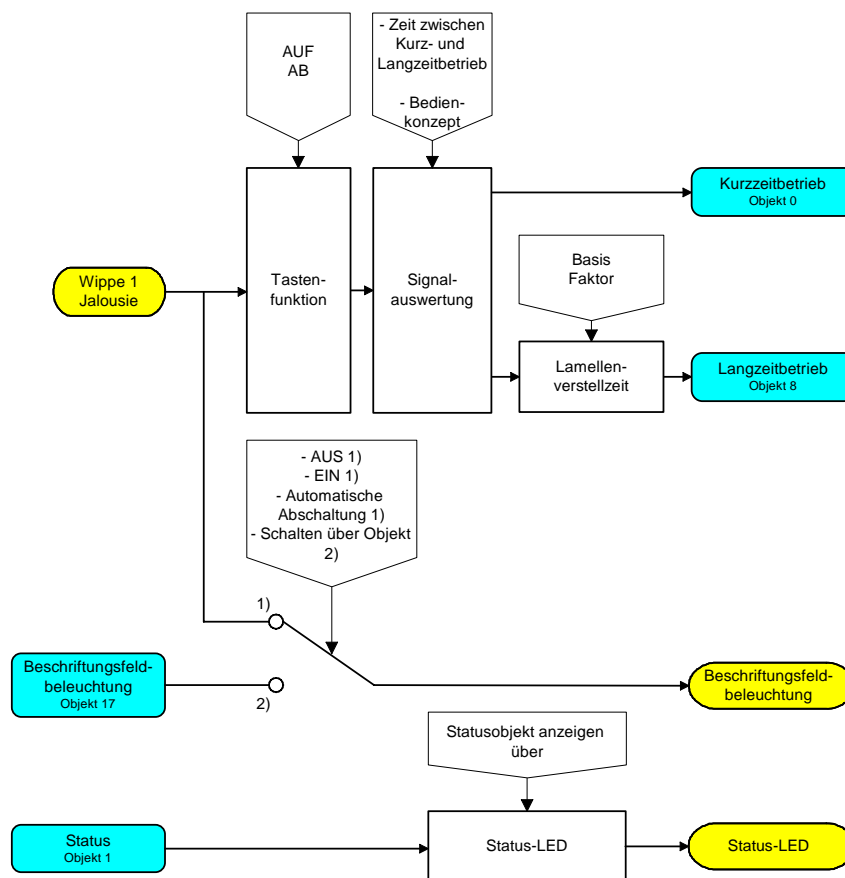 AUF
AB
- Zeit zwischen
Kurz- und
Langzeitbetrieb
- Bedien-
konzept
Kurzzeitbetrieb
Objekt 0
Wippe 1
Jalousie
Tasten-
funktion
Signal-
auswertung
Basis
Faktor
Lamellen-
verstellzeit
Langzeitbetrieb
Objekt 8
- AUS 1)
- EIN 1)
- Automatische
Abschaltung 1)
- Schalten über Objekt
2)
1)
Beschriftungsfeld-
beleuchtung
Objekt 17
2)
Beschriftungsfeld-
beleuchtung
Statusobjekt anzeigen
über
Status
Objekt 1
Status-LED
Status-LED